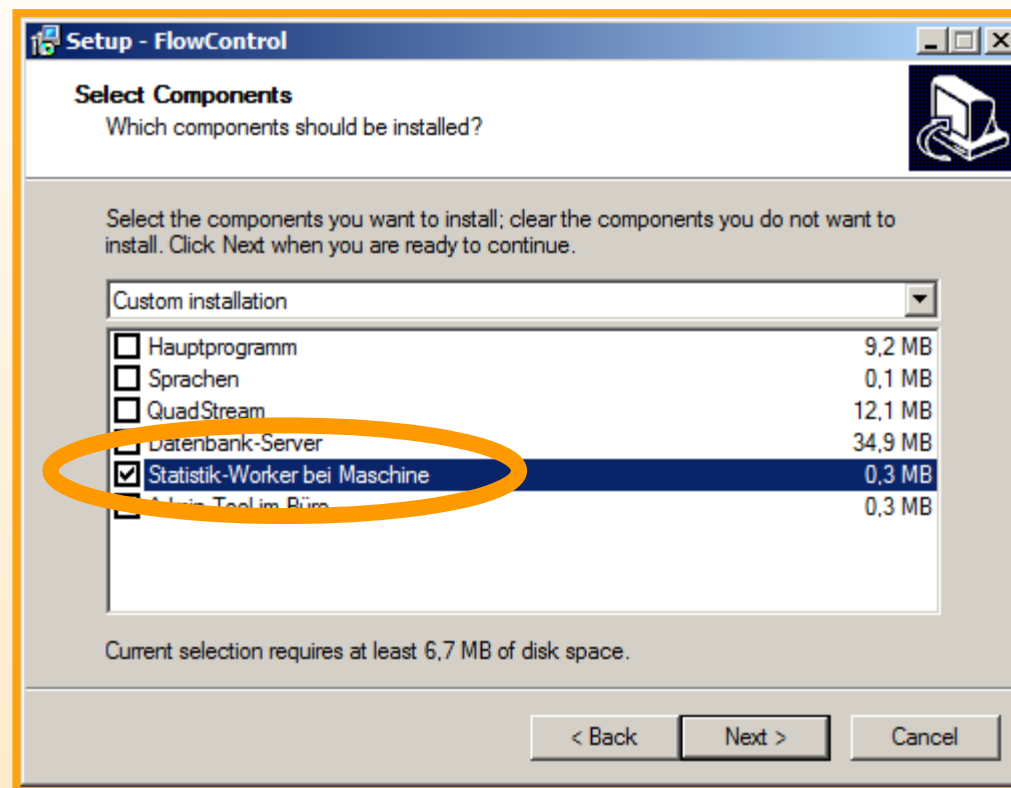 Setup - FlowControl
Select Components
Which components should be installed?
Select the components you want to install; clear the components you do not want to
install. Click Next when you are ready to continue.
Custom installation
Hauptprogramm 9,2 MB
Sprachen 0,1 MB
QuadStream 12,1 MB
Datenbank-Server 34,9 MB
Statistik-Worker bei Maschine 0,3 MB
Admin-Tool im Büro 0,3 MB
Current selection requires at least 6,7 MB of disk space.
< Back Next > Cancel